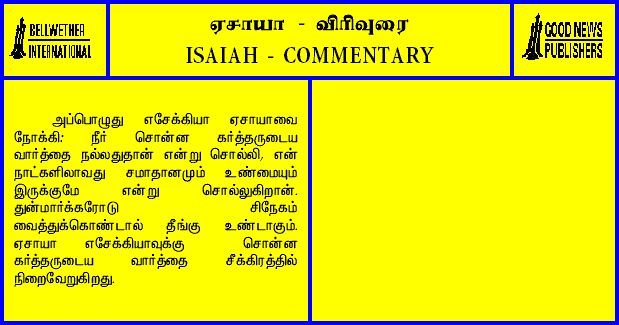 BELLWETHER
INTERNATIONAL
ஏசாயா - விரிவுரை
ISAIAH - COMMENTARY
GOOD NEWS
PUBLISHERS
அப்பொழுது எசேக்கியா ஏசாயாவை
நோக்கி: நீர் சொன்ன கர்த்தருடைய
வார்த்தை நல்லதுதான் என்று சொல்லி, என்
நாட்களிலாவது சமாதானமும் உண்மையும்
இருக்குமே என்று சொல்லுகிறான்.
துன்மார்க்கரோடு சிநேகம்
வைத்துக்கொண்டால் தீங்கு உண்டாகும்.
ஏசாயா எசேக்கியாவுக்கு சொன்ன
கர்த்தருடைய வார்த்தை சீக்கிரத்தில்
நிறைவேறுகிறது.